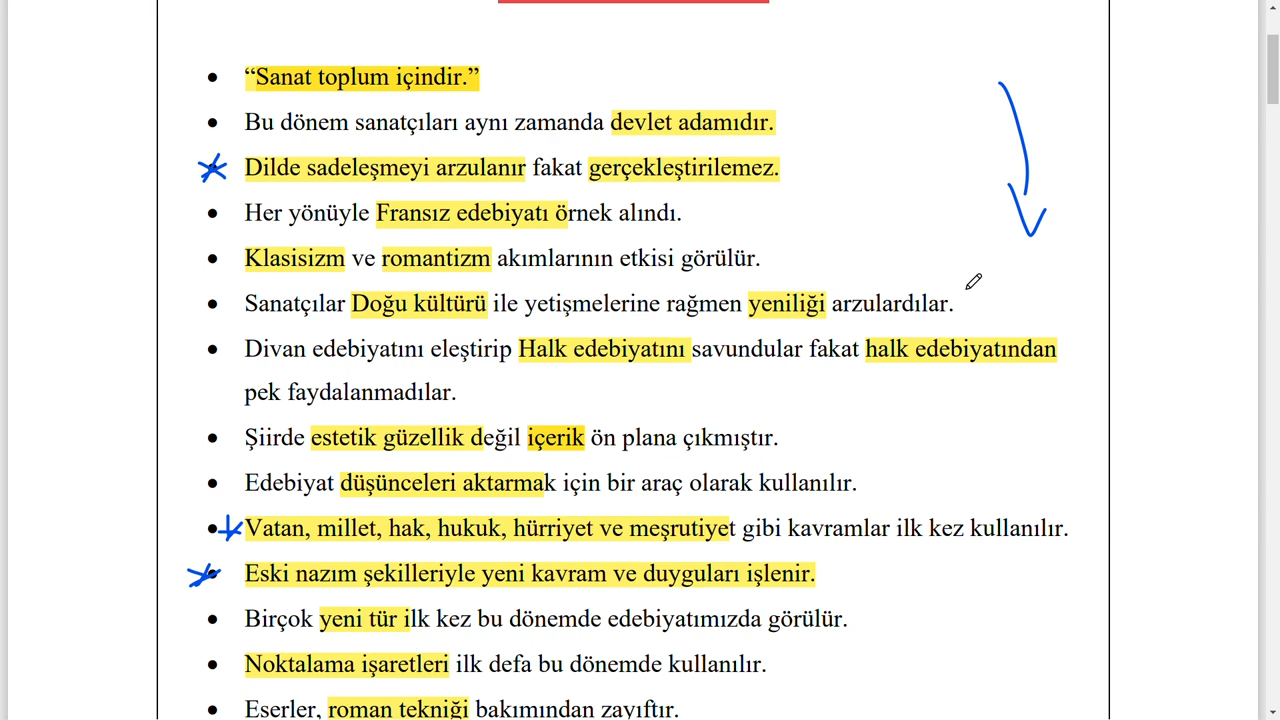 • “Sanat toplum içindir.”
• Bu dönem sanatçıları aynı zamanda devlet adamıdır.
• Dilde sadeleşmeyi arzulanır fakat gerçekleştirilemez.
• Her yönüyle Fransız edebiyatı örnek alındı.
• Klasisizm ve romantizm akımlarının etkisi görülür.
• Sanatçılar Doğu kültürü ile yetişmelerine rağmen yeniliği arzulardılar.
• Divan edebiyatını eleştirip Halk edebiyatını savundular fakat halk edebiyatından
pek faydalanmadılar.
• Şiirde estetik güzellik değil içerik ön plana çıkmıştır.
• Edebiyat düşünceleri aktarmak için bir araç olarak kullanılır.
• Vatan, millet, hak, hukuk, hürriyet ve meşrutiyet gibi kavramlar ilk kez kullanılır.
• Eski nazım şekilleriyle yeni kavram ve duyguları işlenir.
• Birçok yeni tür ilk kez bu dönemde edebiyatımızda görülür.
• Noktalama işaretleri ilk defa bu dönemde kullanılır.
• Eserler, roman tekniği bakımından zayıftır.